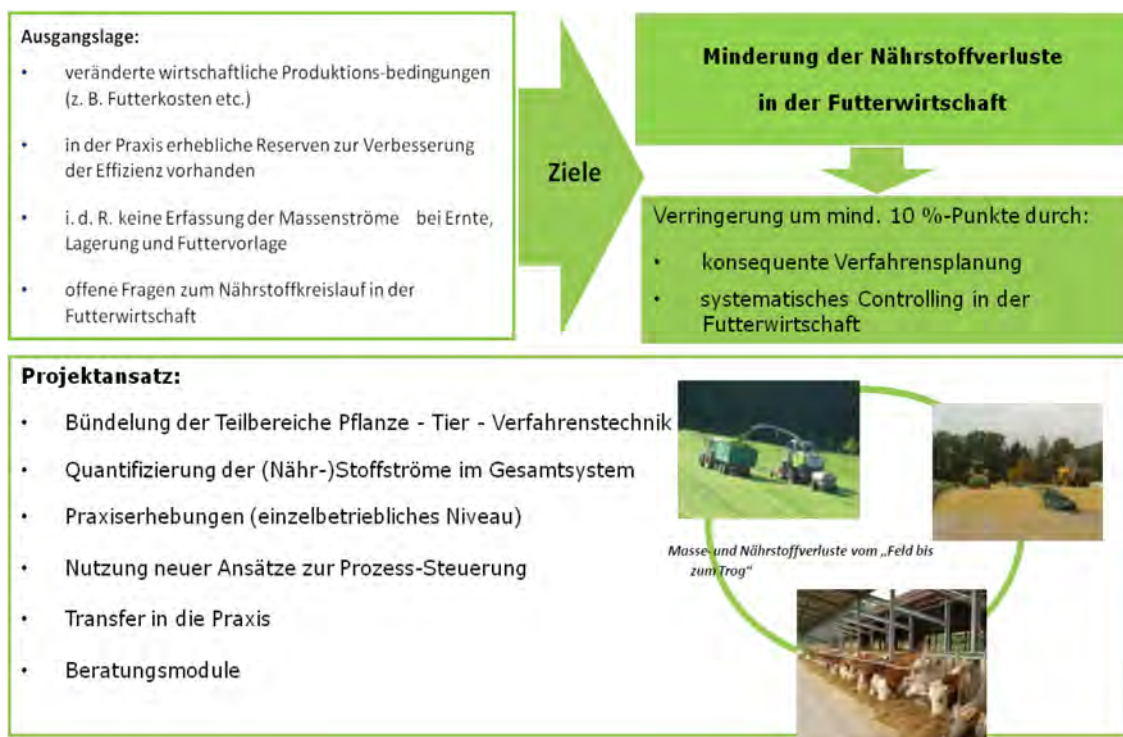 Ausgangslage:
• veränderte wirtschaftliche Produktions-bedingungen
(z. B. Futterkosten etc.)
• in der Praxis erhebliche Reserven zur Verbesserung
der Effizienz vorhanden
• i. d. R. keine Erfassung der Massenströme bei Ernte,
Lagerung und Futtervorlage
• offene Fragen zum Nährstoffkreislauf in der
Futterwirtschaft
Ziele
Minderung der Nährstoffverluste
in der Futterwirtschaft
Verringerung um mind. 10 %-Punkte durch:
• konsequente Verfahrensplanung
• systematisches Controlling in der
Futterwirtschaft
Projektansatz:
• Bündelung der Teilbereiche Pflanze - Tier - Verfahrenstechnik
• Quantifizierung der (Nähr-)Stoffströme im Gesamtsystem
• Praxiserhebungen (einzelbetriebliches Niveau)
• Nutzung neuer Ansätze zur Prozess-Steuerung
• Transfer in die Praxis
• Beratungsmodule
Masse- und Nährstoffverluste vom „Feld bis
zum Trog“